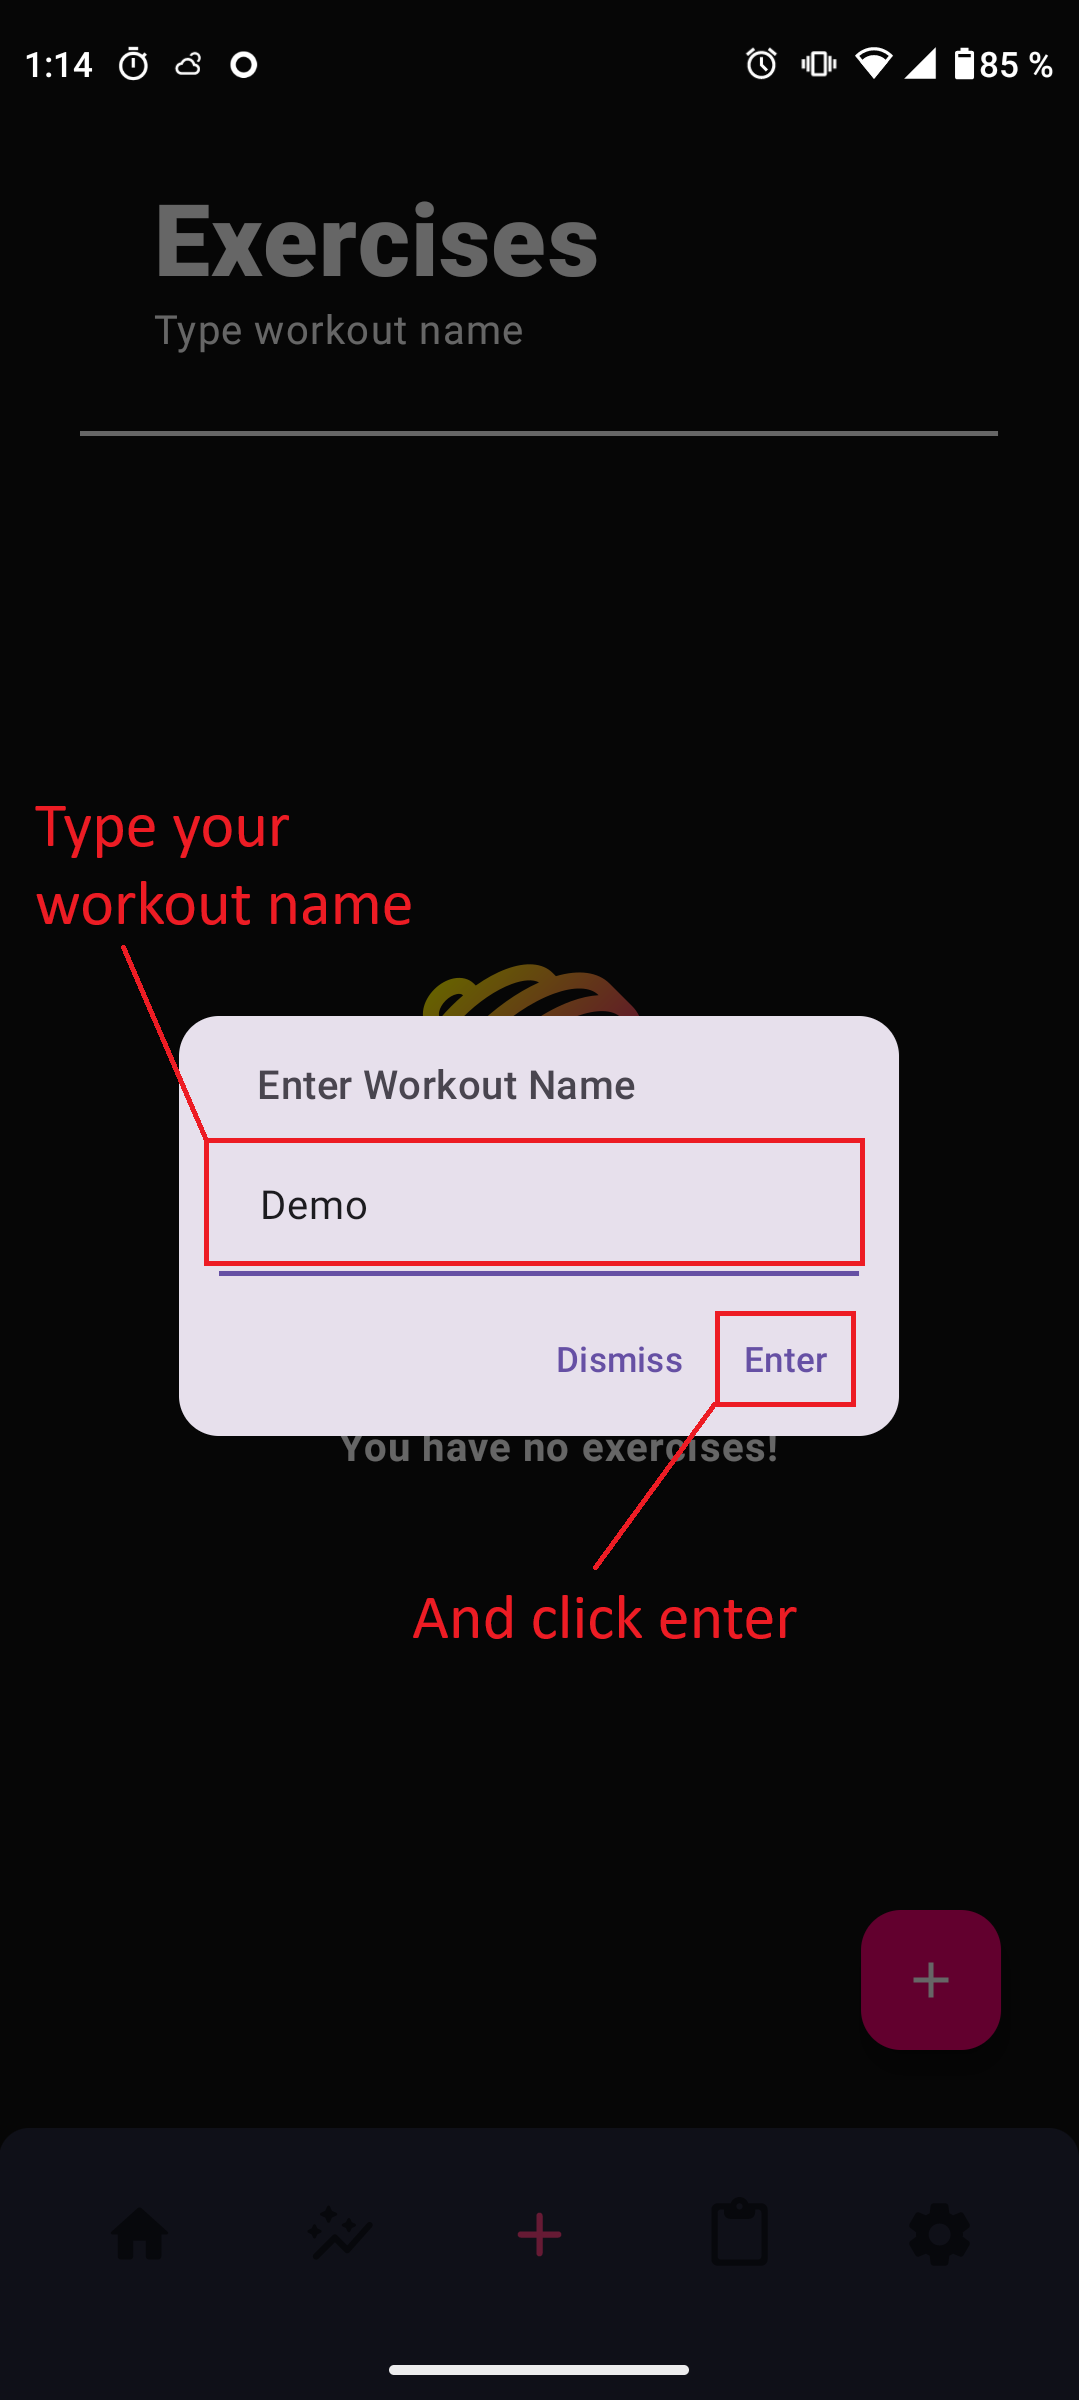 1:14
85 %
Exercises
Type workout name
Type your
workout name
Enter Workout Name
Demo
Dismiss
Enter
You have no exercises!
And click enter